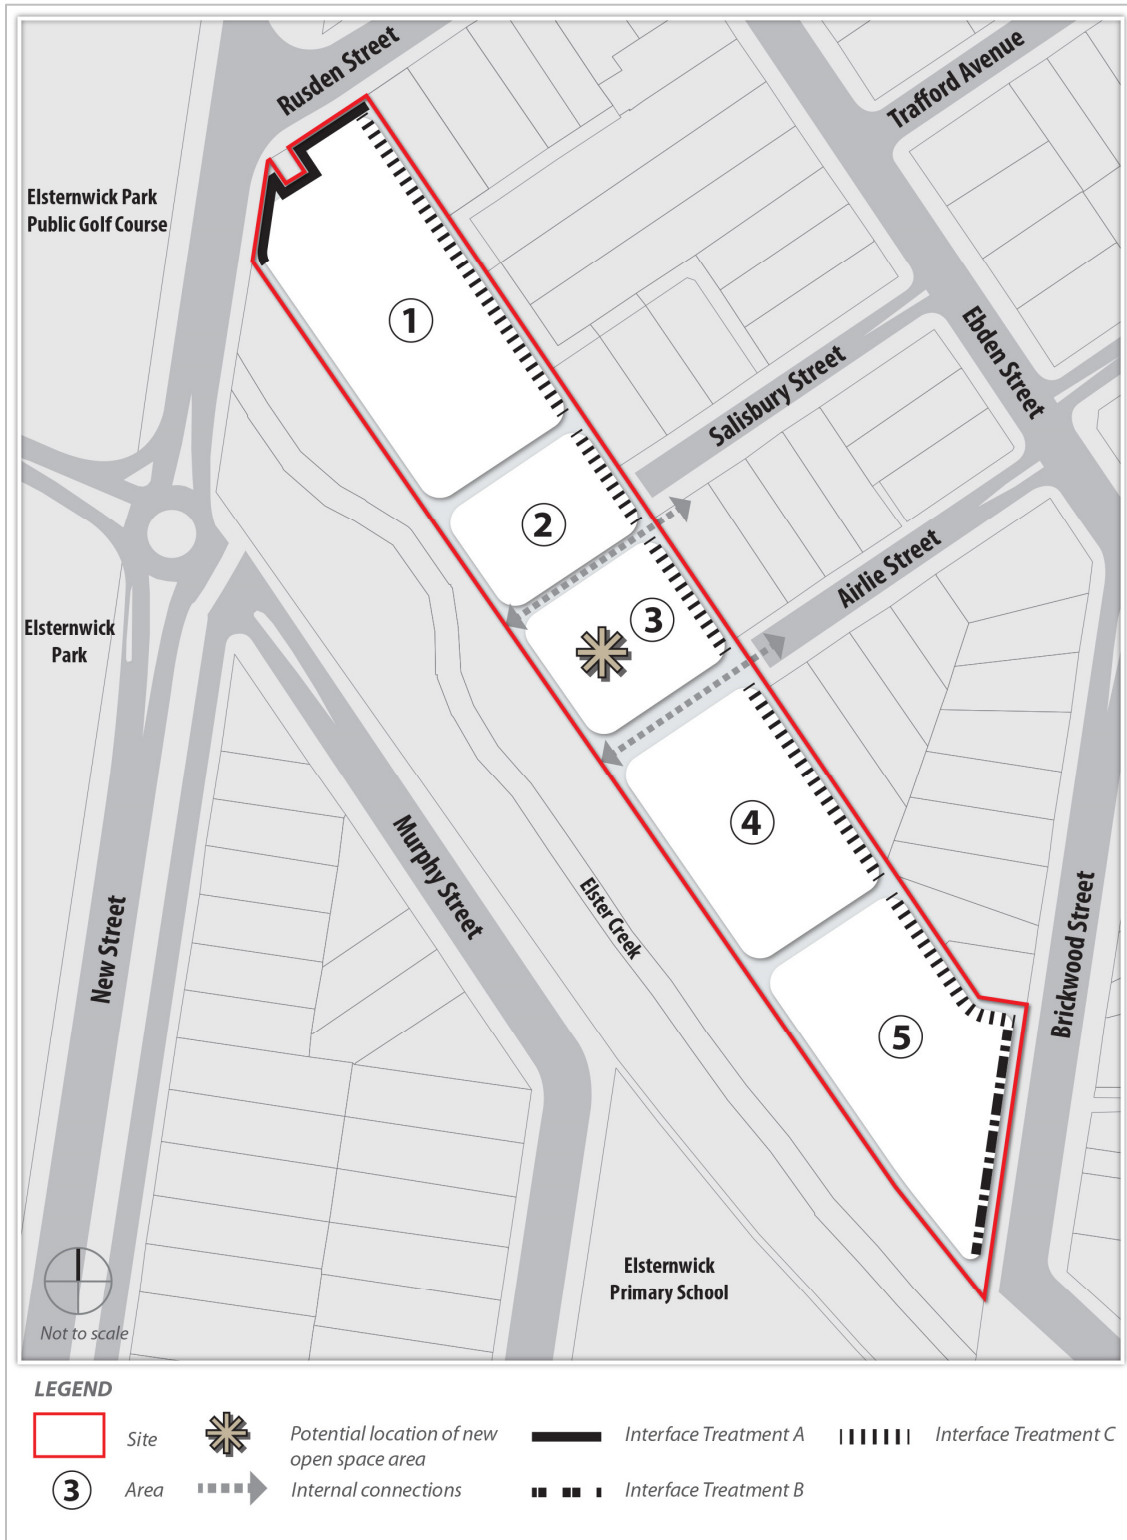 Rusden Street
Trafford Avenue
Elsternwick Park
Public Golf Course
1
Ebden Street
Salisbury Street
2
Airlie Street
3
Elsternwick
Park
4
Murphy Street
Elster Creek
New Street
Brickwood Street
5
Elsternwick
Primary School
Not to scale
LEGEND
Site
Potential location of new
open space area
Interface Treatment A
Interface Treatment C
3
Area
Internal connections
Interface Treatment B